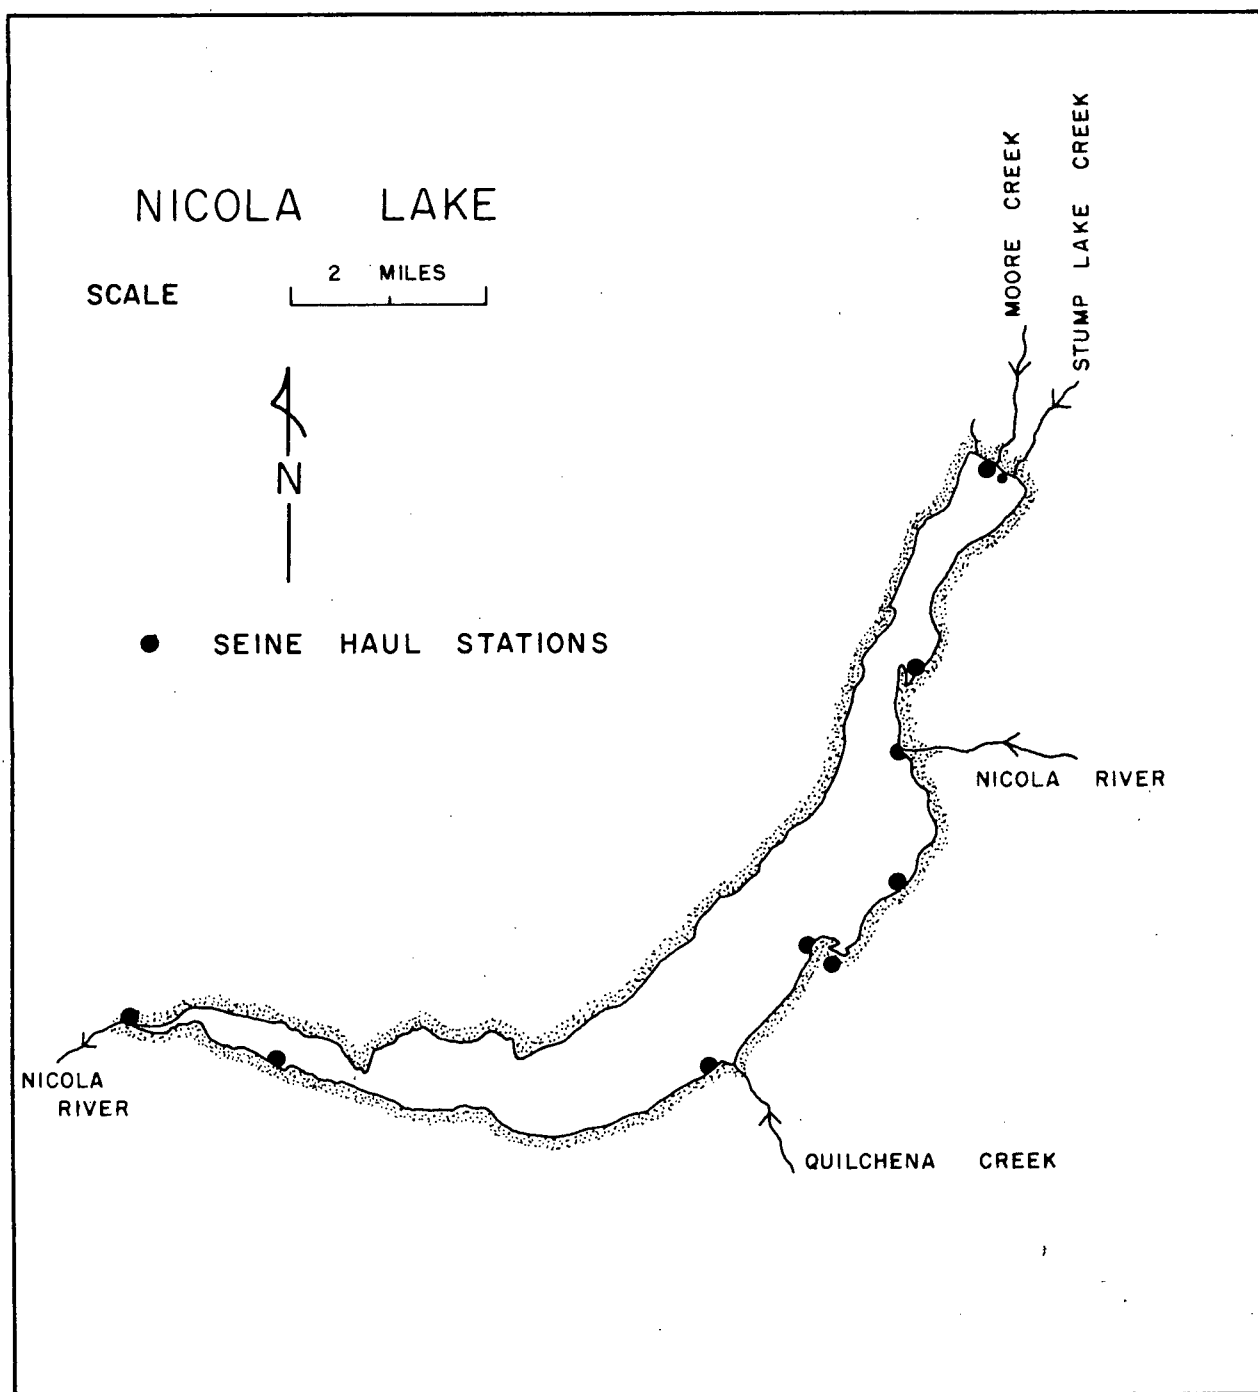 NICOLA LAKE
2 MILES
SCALE
N
SEINE HAUL STATIONS
MOORE CREEK
STUMP LAKE CREEK
NICOLA RIVER
NICOLA
RIVER
QUILCHENA CREEK